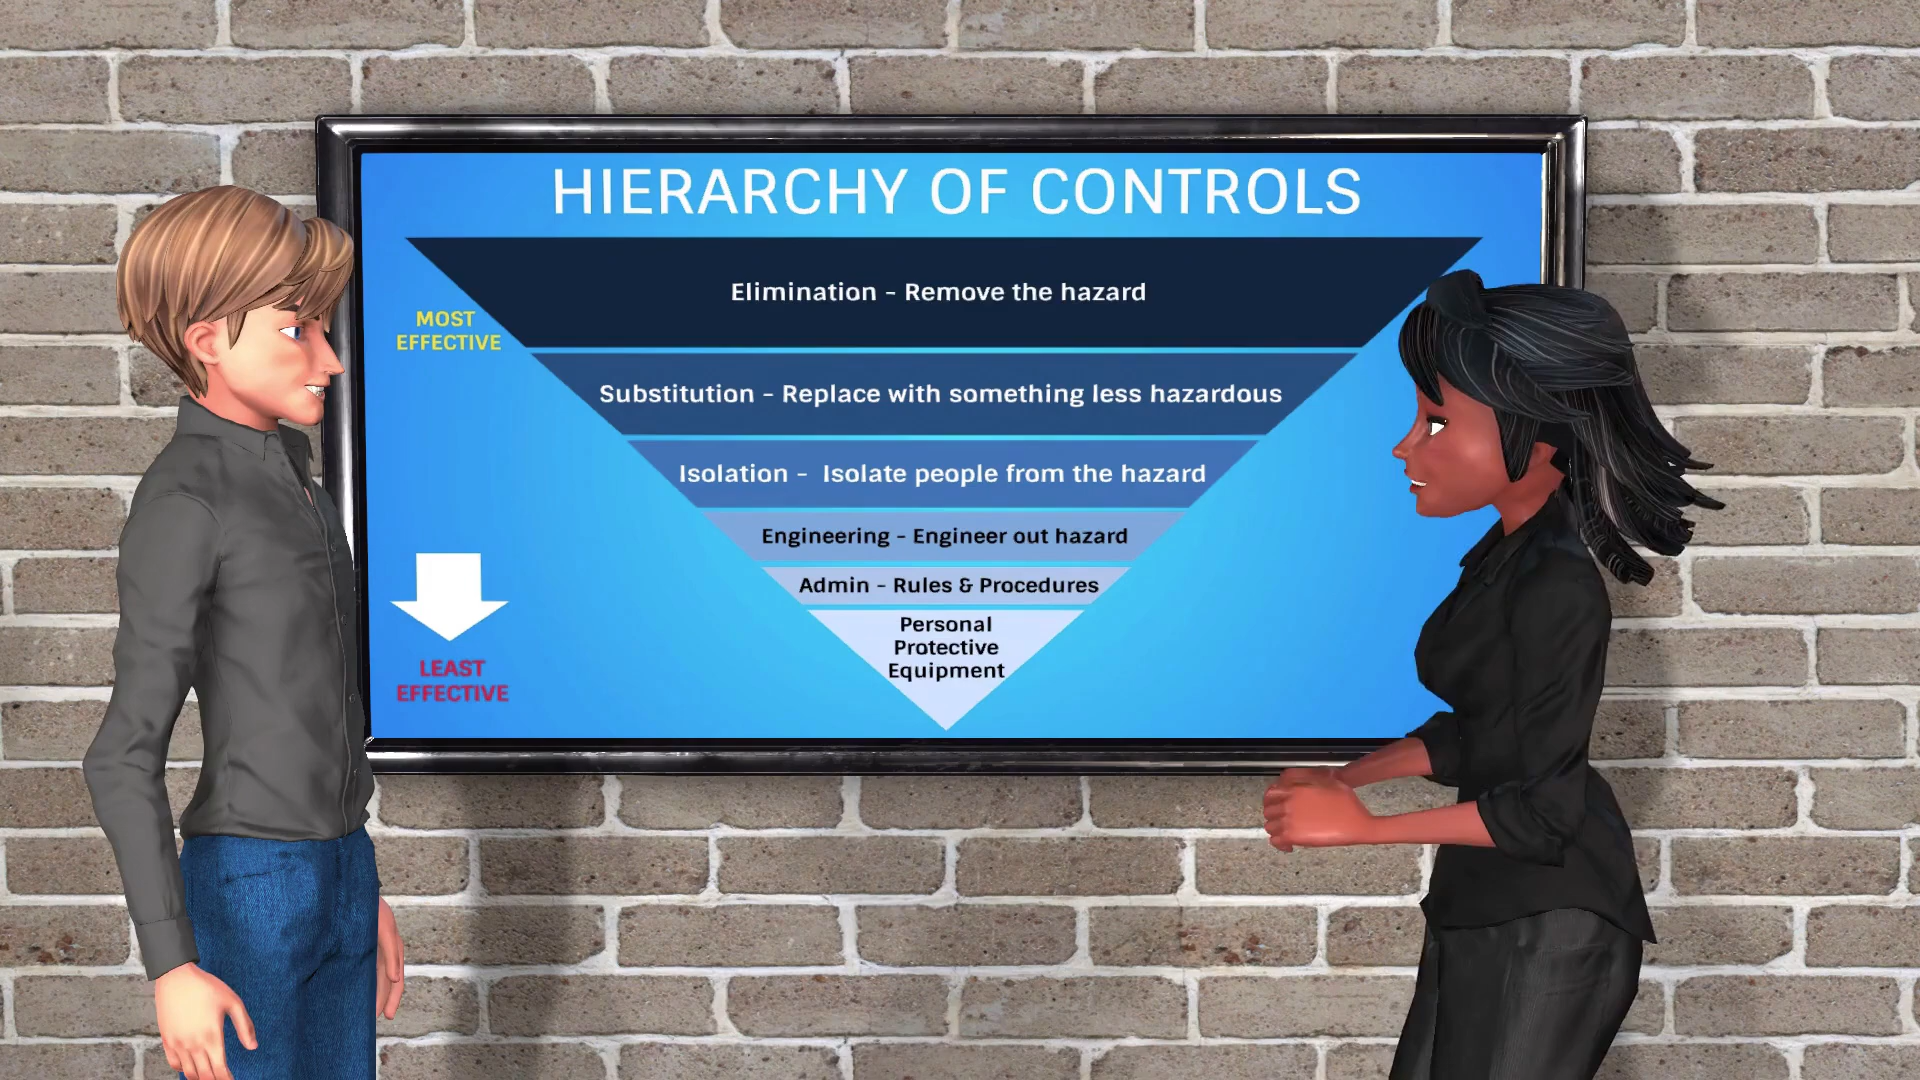 HIERARCHY OF CONTROLS
Elimination - Remove the hazard
MOST
EFFECTIVE
Substitution - Replace with something less hazardous
Isolation - Isolate people from the hazard
Engineering - Engineer out hazard
Admin - Rules & Procedures
Personal
Protective
Equipment
LEAST
EFFECTIVE